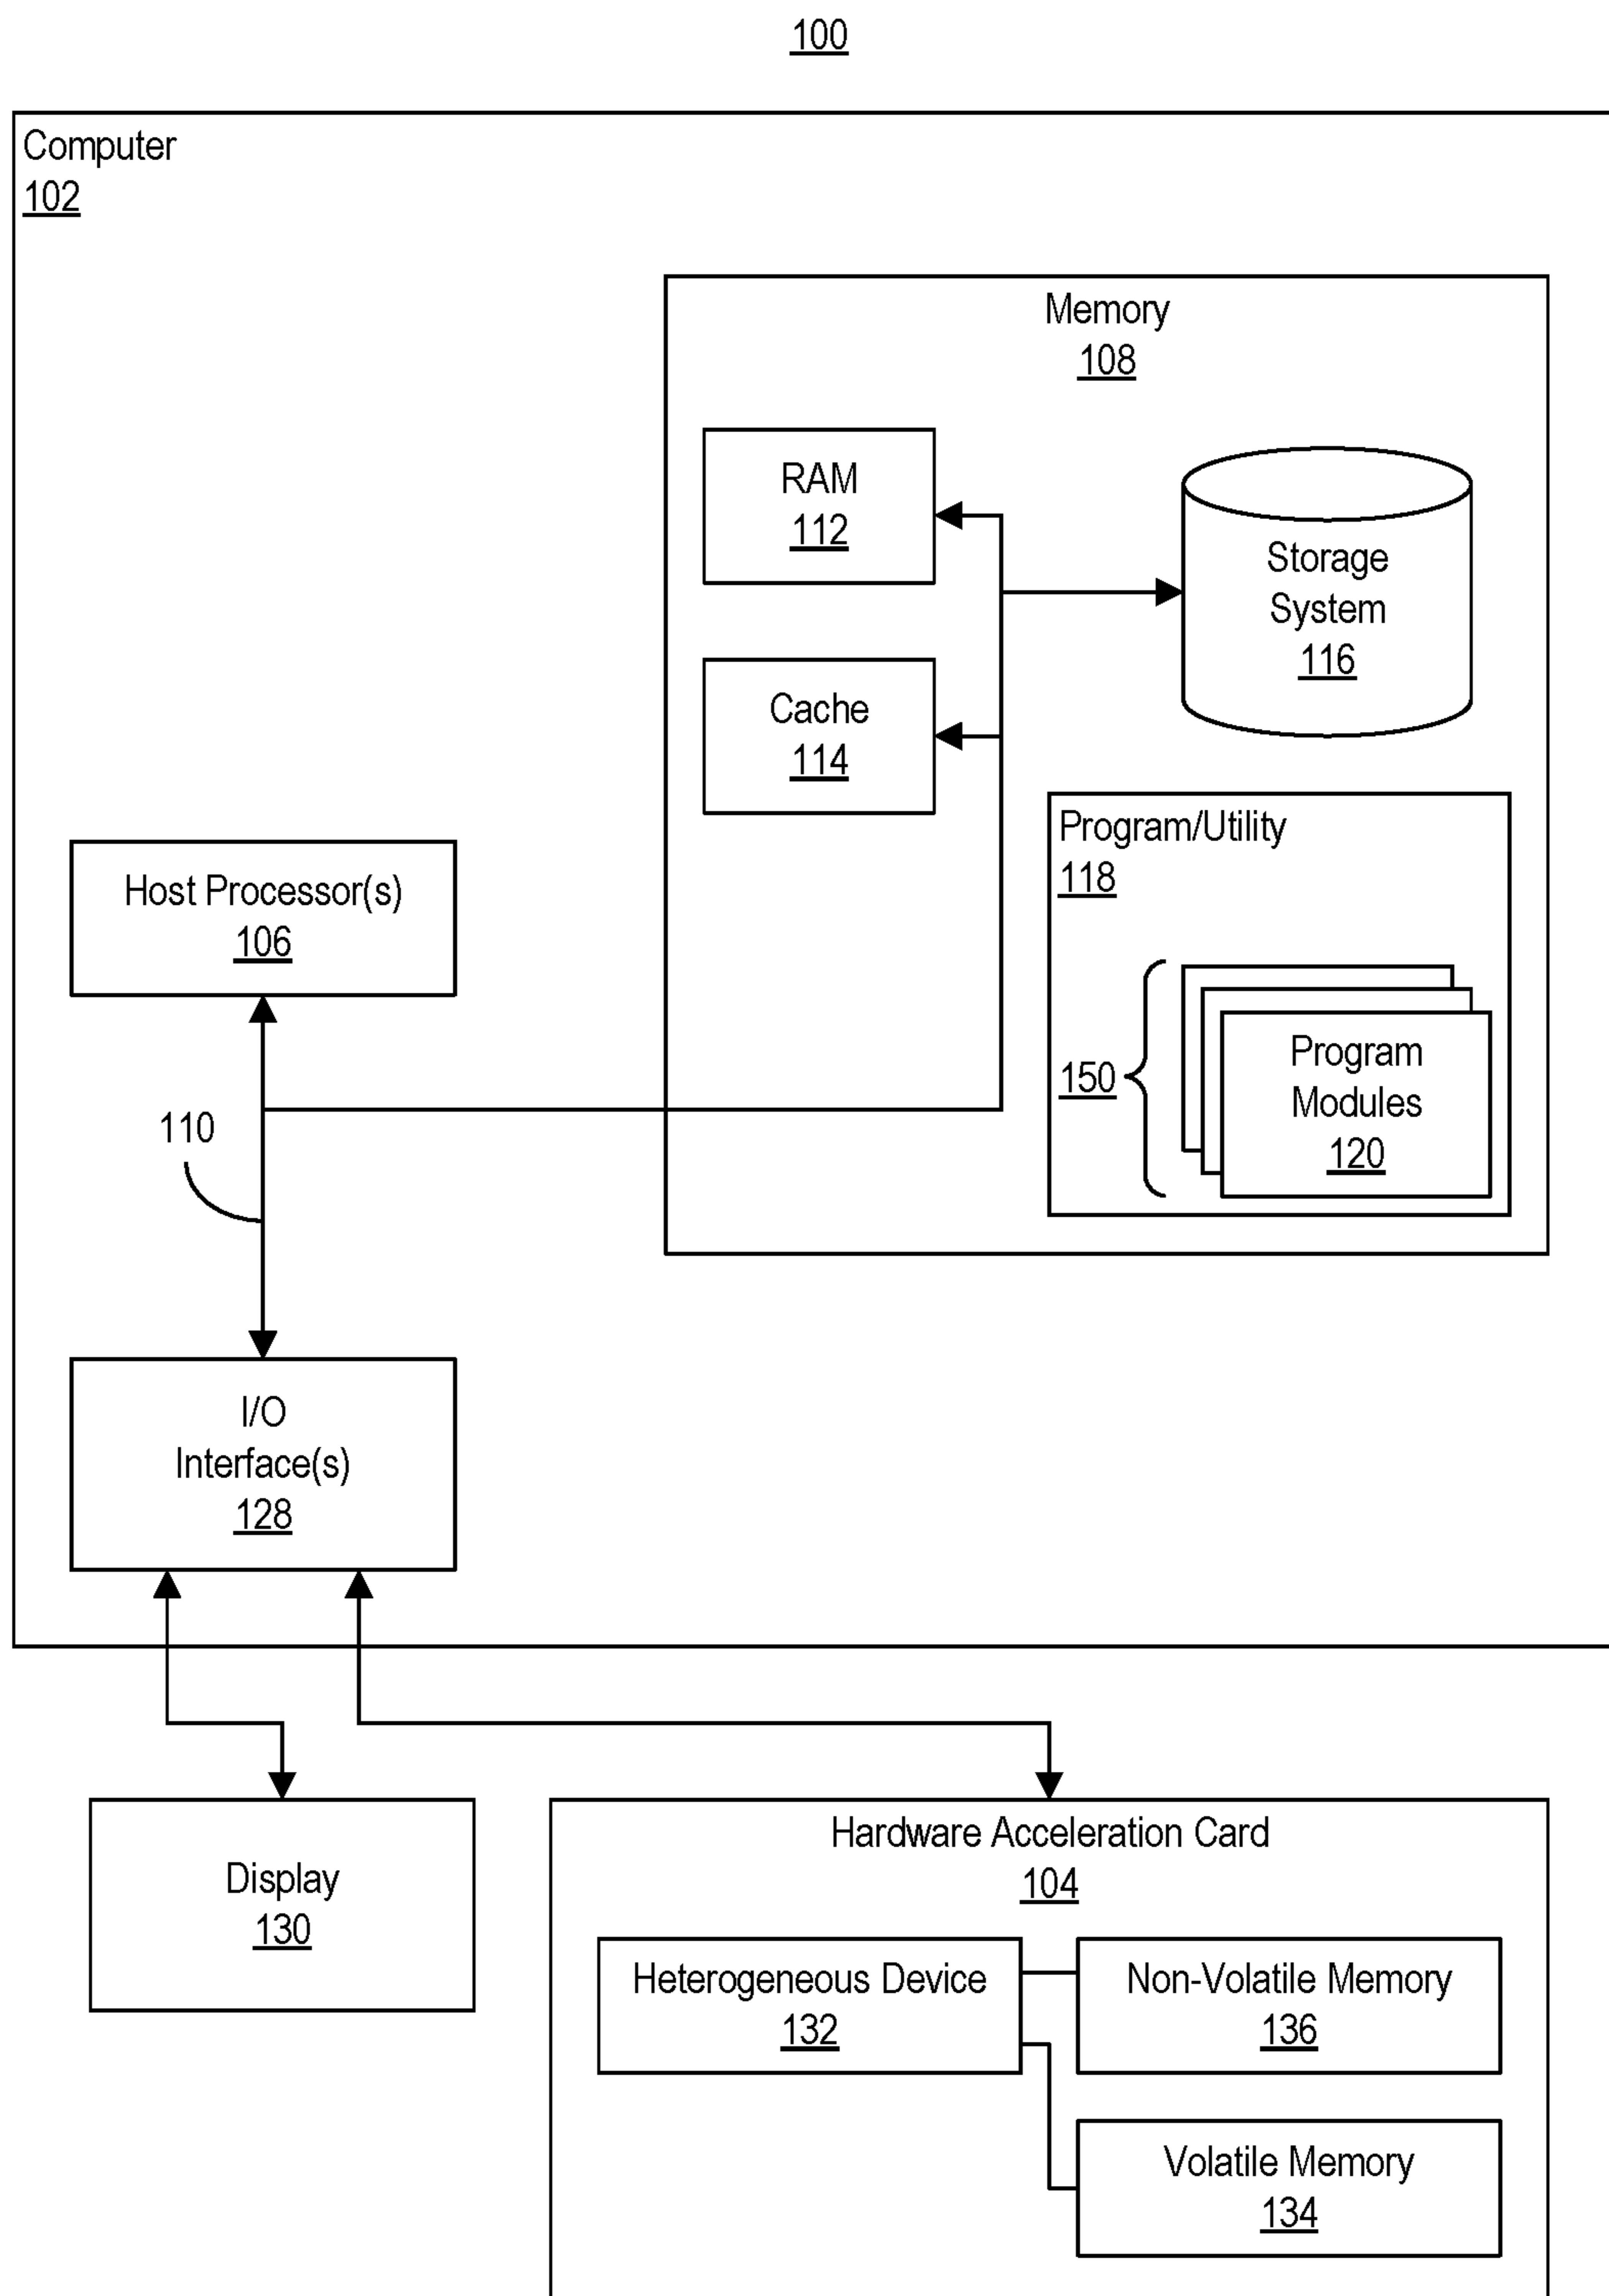 100
Computer
102
Memory
108
RAM
112
Storage
System
116
Cache
114
Program/Utility
118
Host Processor(s)
106
150
Program
Modules
120
110
I/O
Interface(s)
128
Display
130
Hardware Acceleration Card
104
Heterogeneous Device
132
Non-Volatile Memory
136
Volatile Memory
134